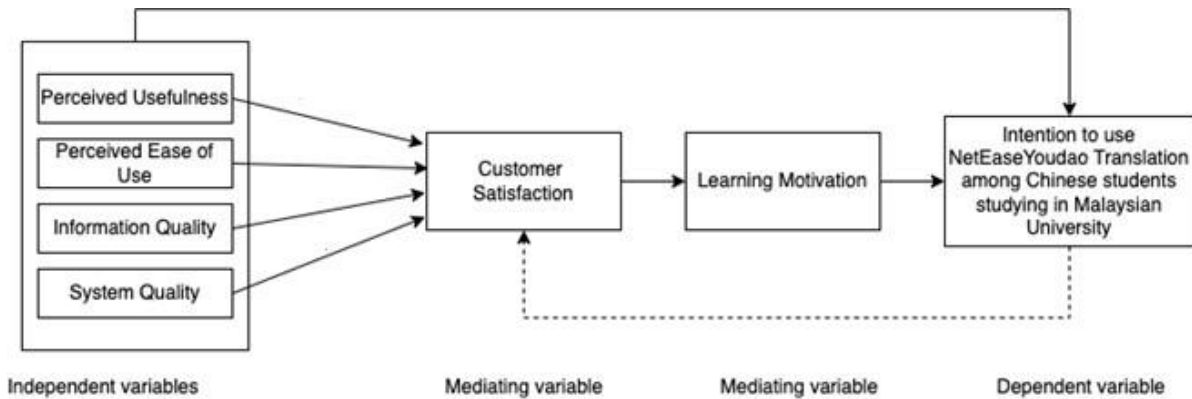 Perceived Usefulness
Perceived Ease of
Use
Information Quality
System Quality
Customer
Satisfaction
Learning Motivation
Intention to use
NetEaseYoudao Translation
among Chinese students
studying in Malaysian
University
Independent variables
Mediating variable
Mediating variable
Dependent variable